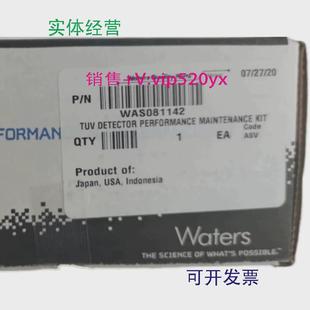 实体经营
07/27/20
销售+V:vip520yx
P/N
WAS081142
FORMAN
TUV DETECTOR PERFORMANCE MAINTENANCE KIT
QTY 1 EA Code
ASV
Product of:
Japan, USA, Indonesia
Waters
THE SCIENCE OF WHAT'S POSSIBLE.
可开发票